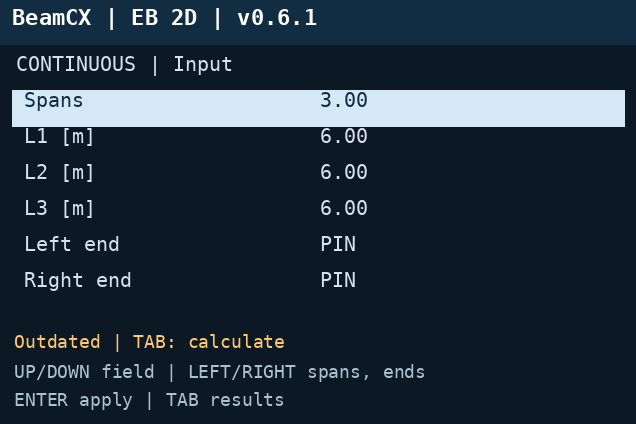 BeamCX | EB 2D | v0.6.1
CONTINUOUS | Input
Spans 3.00
L1 [m] 6.00
L2 [m] 6.00
L3 [m] 6.00
Left end PIN
Right end PIN
Outdated | TAB: calculate
UP/DOWN field | LEFT/RIGHT spans, ends
ENTER apply | TAB results